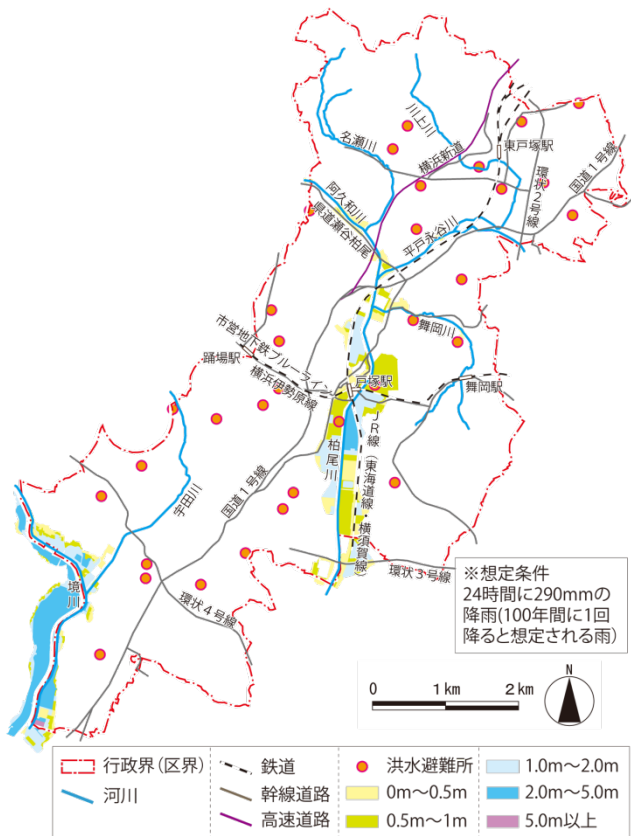 川上川
名瀬川
横浜新道
東戸塚駅
環状2号線
国道1号線
阿久和川
県道瀬谷柏尾
平戸永谷川
舞岡川
市営地下鉄ブルーライン
踊場駅
横浜伊勢原線
戸塚駅
舞岡駅
柏尾川
JR線(東海道線・横須賀線)
宇田川
国道1号線
境川
環状3号線
環状4号線
※想定条件
24時間に290mmの
降雨(100年間に1回
降ると想定される雨)
0 1km 2km
N
行政界(区界)
河川
鉄道
幹線道路
高速道路
洪水避難所
0m〜0.5m
0.5m〜1m
1.0m〜2.0m
2.0m〜5.0m
5.0m以上